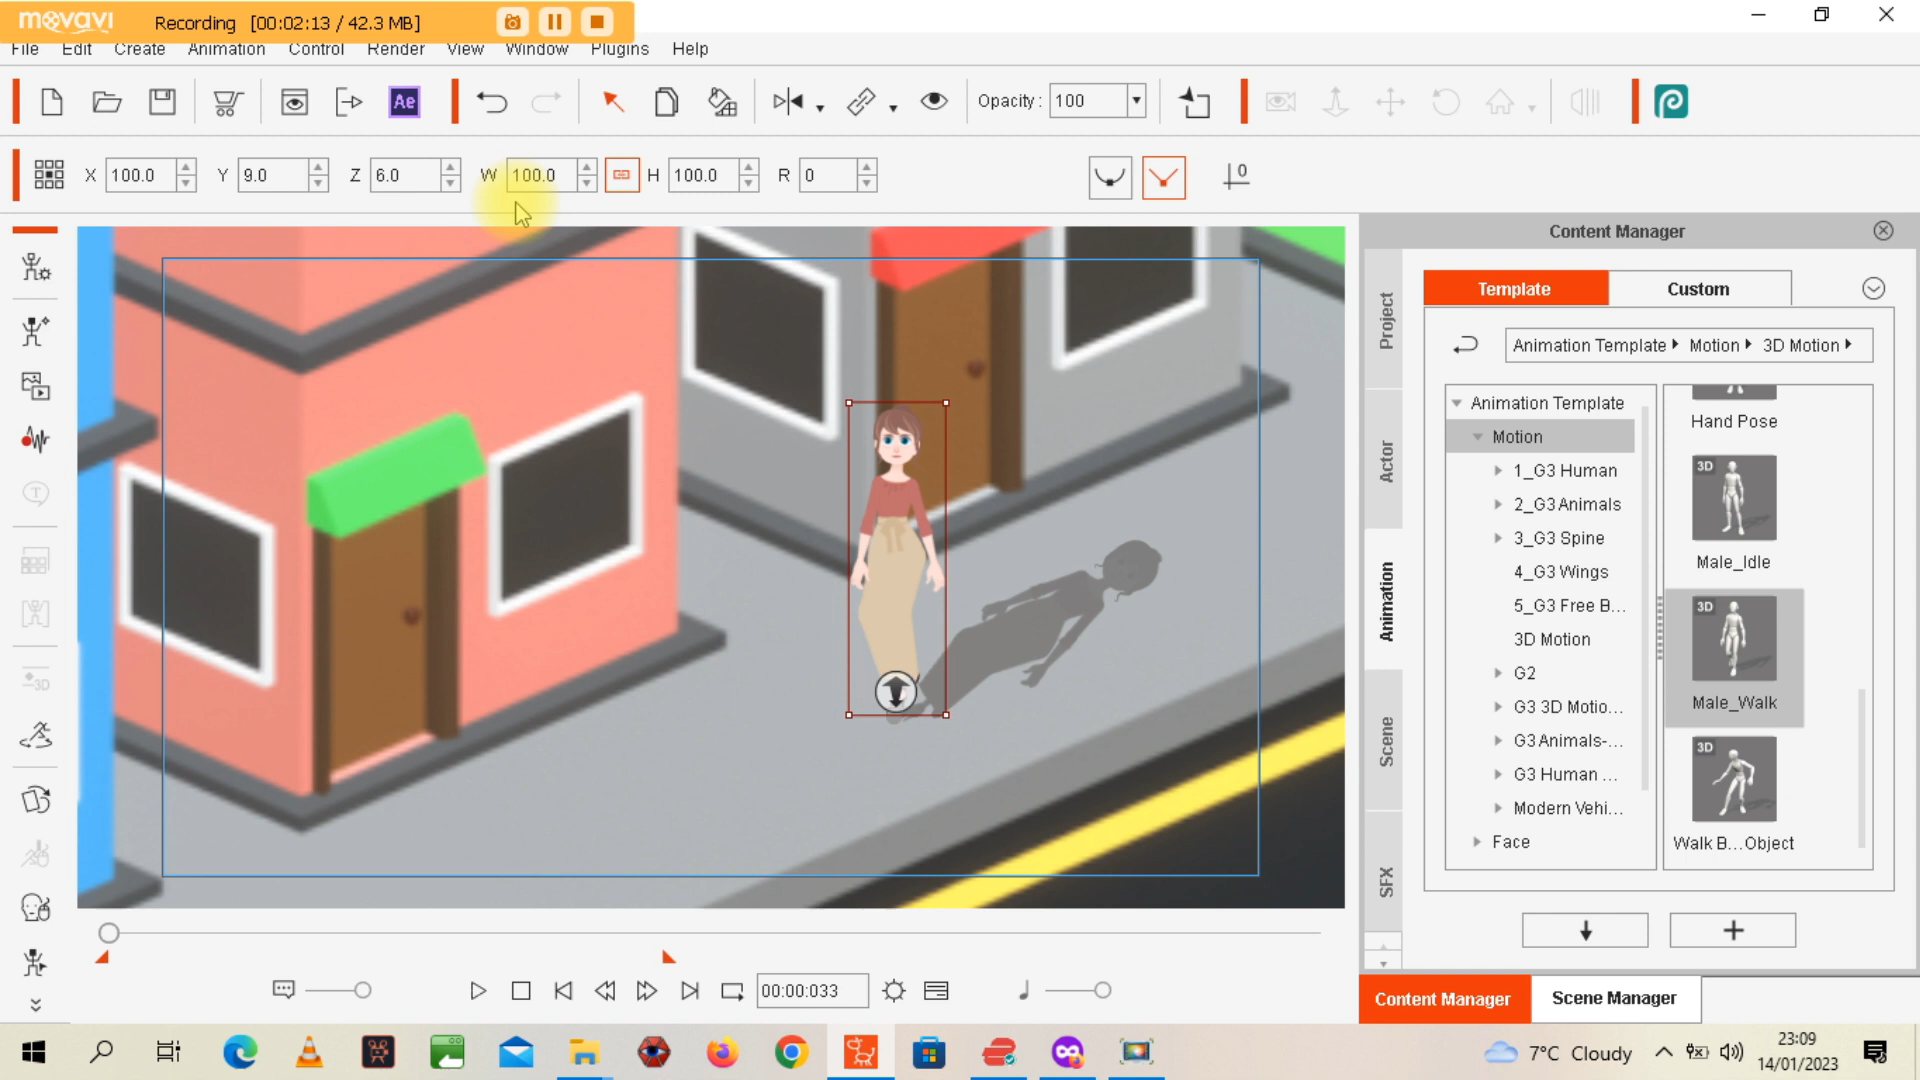 movavi Recording [00:02:13 / 42.3 MB]
File Edit Create Animation Control Render View Window Plugins Help
Ae Opacity : 100
X 100.0 Y 9.0 Z 6.0 W 100.0 H 100.0 R 0 0
Content Manager
Template Custom
Animation Template Motion 3D Motion
Project
Actor
Animation
Scene
SFX
Animation Template
Motion
1_G3 Human
2_G3 Animals
3_G3 Spine
4_G3 Wings
5_G3 Free B...
3D Motion
G2
G3 3D Motio...
G3 Animals-...
G3 Human ...
Modern Vehi...
Face
Hand Pose
3D
Male_Idle
3D
Male_Walk
3D
Walk B...Object
3D
00:00:033
Content Manager Scene Manager
7°C Cloudy
23:09
14/01/2023